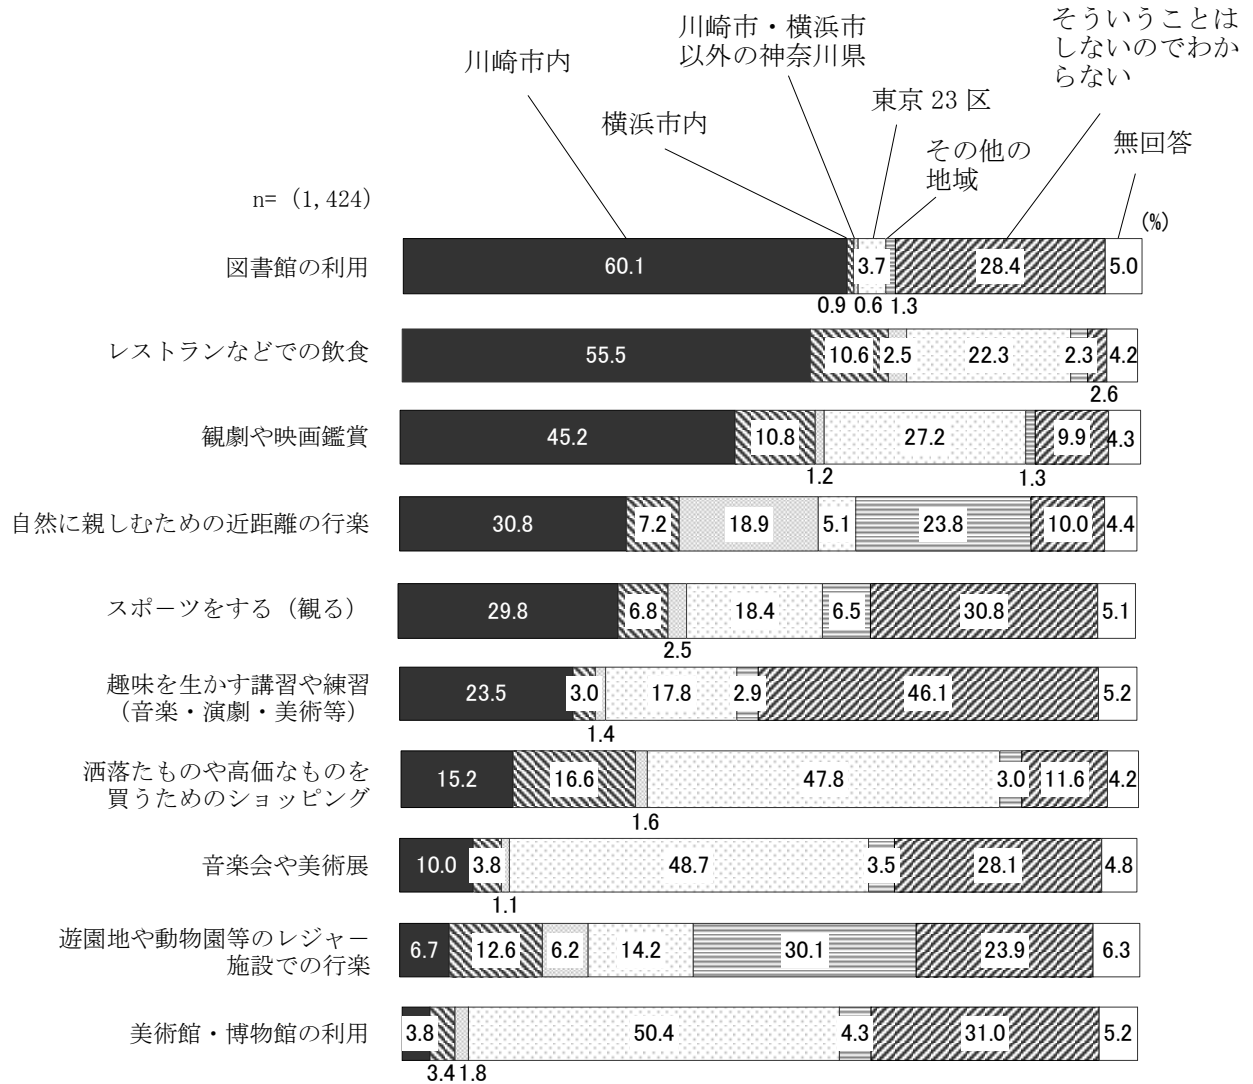 川崎市内
横浜市内
川崎市・横浜市
以外の神奈川県
東京 23 区
その他の
地域
そういうことは
しないのでわか
らない
無回答
n= (1,424)
(%)
図書館の利用
60.1
3.7
28.4
5.0
0.9
0.6
1.3
レストランなどでの飲食
55.5
10.6
2.5
22.3
2.3
4.2
2.6
観劇や映画鑑賞
45.2
10.8
27.2
9.9
4.3
1.2
1.3
自然に親しむための近距離の行楽
30.8
7.2
18.9
5.1
23.8
10.0
4.4
スポーツをする（観る）
29.8
6.8
18.4
6.5
30.8
5.1
2.5
趣味を生かす講習や練習
（音楽・演劇・美術等）
23.5
3.0
17.8
2.9
46.1
5.2
1.4
洒落たものや高価なものを
買うためのショッピング
15.2
16.6
47.8
3.0
11.6
4.2
1.6
音楽会や美術展
10.0
3.8
48.7
3.5
28.1
4.8
1.1
遊園地や動物園等のレジャー
施設での行楽
6.7
12.6
6.2
14.2
30.1
23.9
6.3
美術館・博物館の利用
3.8
50.4
4.3
31.0
5.2
3.4
1.8